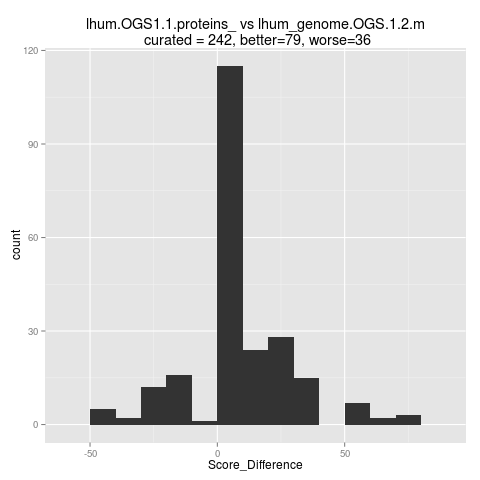 lhum.OGS1.1.proteins_ vs lhum_genome.OGS.1.2.m
curated = 242, better=79, worse=36
120
90
60
30
0
count
-50 0 50
Score_Difference